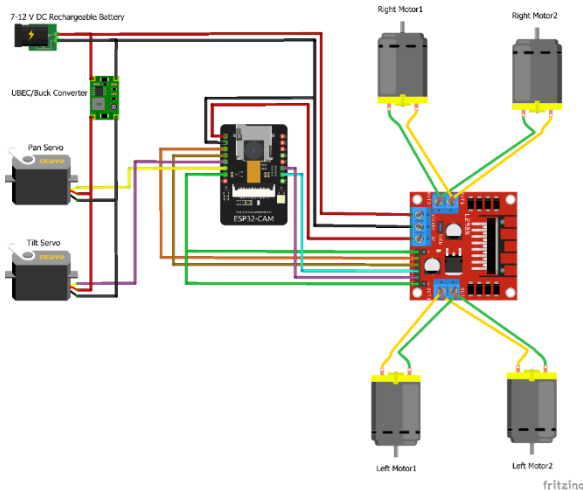 7-12 V DC Rechargeable Battery
Right Motor1
Right Motor2
UBEC/Buck Converter
Pan Servo
SERVO
ESP32-CAM
L298N
Tilt Servo
SERVO
Left Motor1
Left Motor2
fritzing